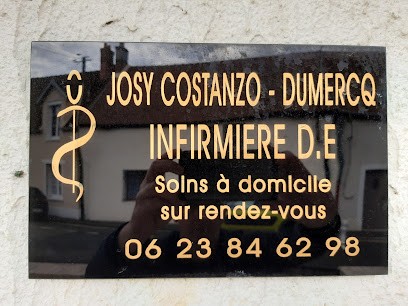 JOSY COSTANZO - DUMERCQ
INFIRMIERE D.E
Soins à domicile
sur rendez-vous
06 23 84 62 98